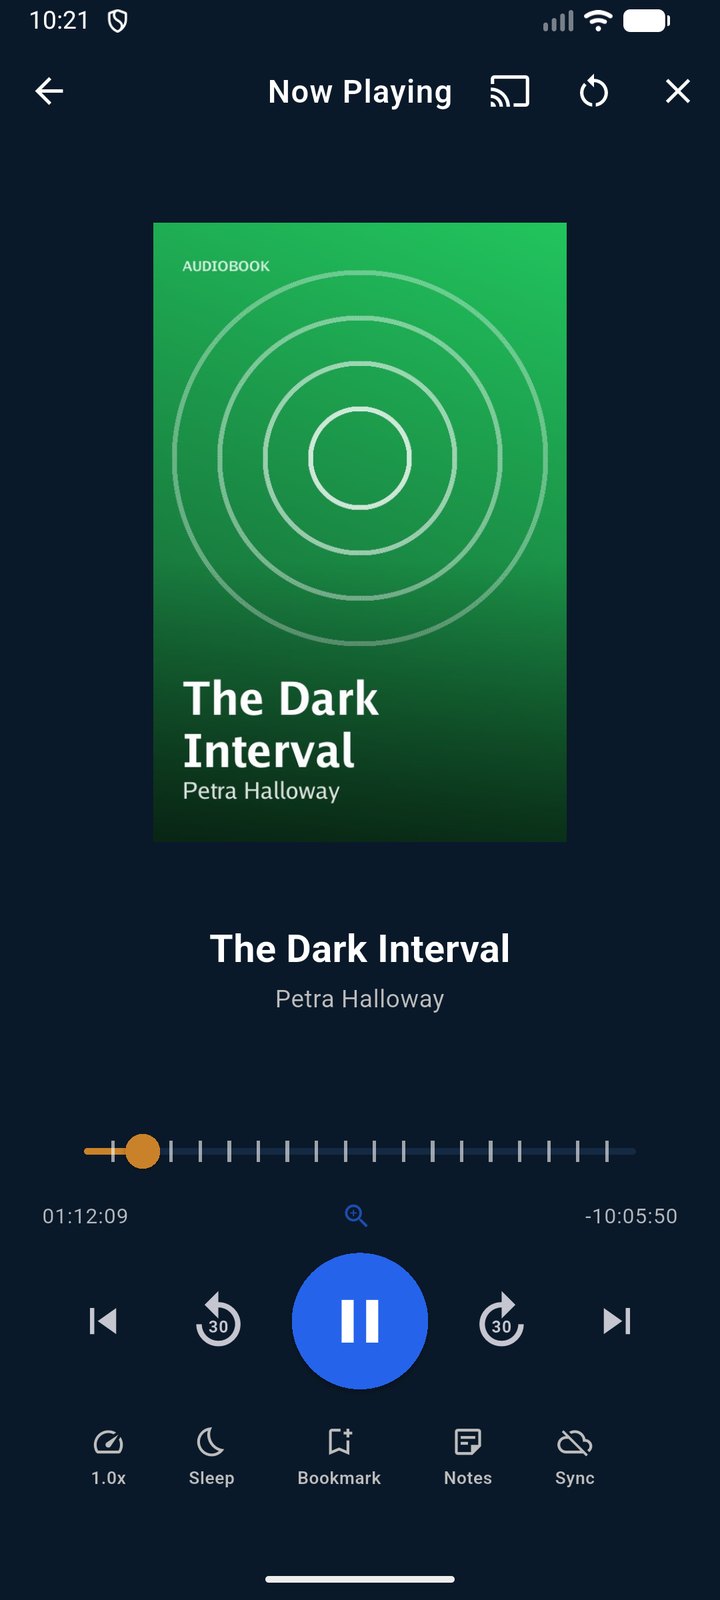 10:21
Now Playing
AUDIOBOOK
The Dark
Interval
Petra Halloway
The Dark Interval
Petra Halloway
01:12:09
-10:05:50
30
30
1.0x
Sleep
Bookmark
Notes
Sync